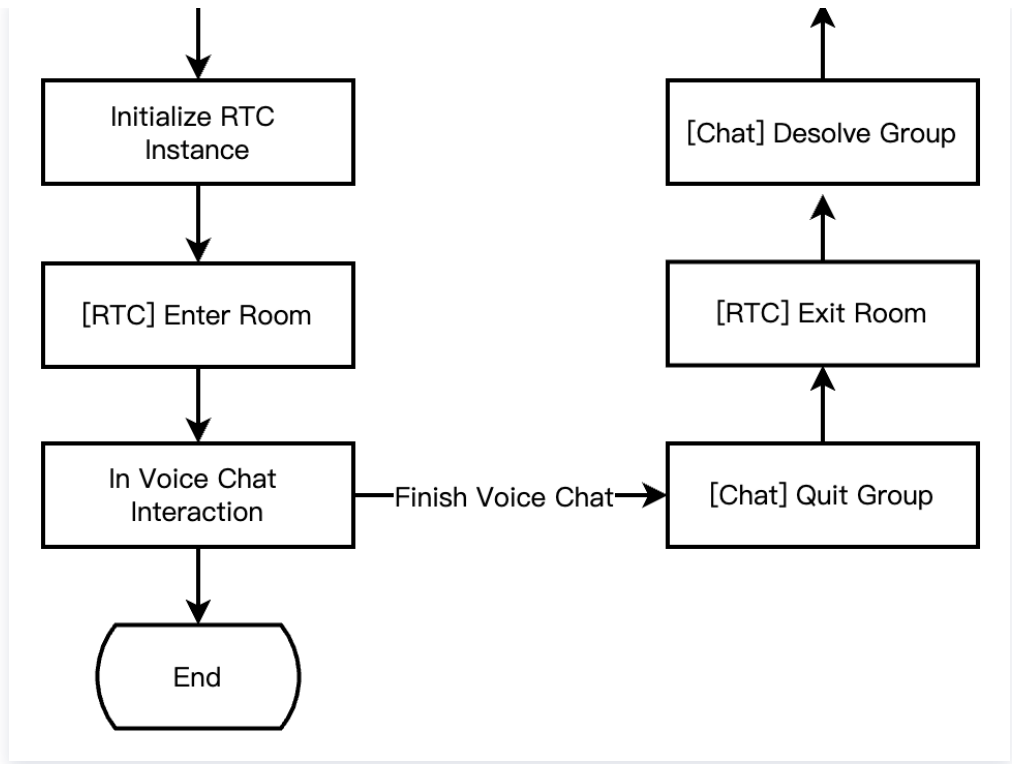 Initialize RTC
Instance
[Chat] Desolve Group
[RTC] Enter Room
[RTC] Exit Room
In Voice Chat
Interaction
Finish Voice Chat
[Chat] Quit Group
End